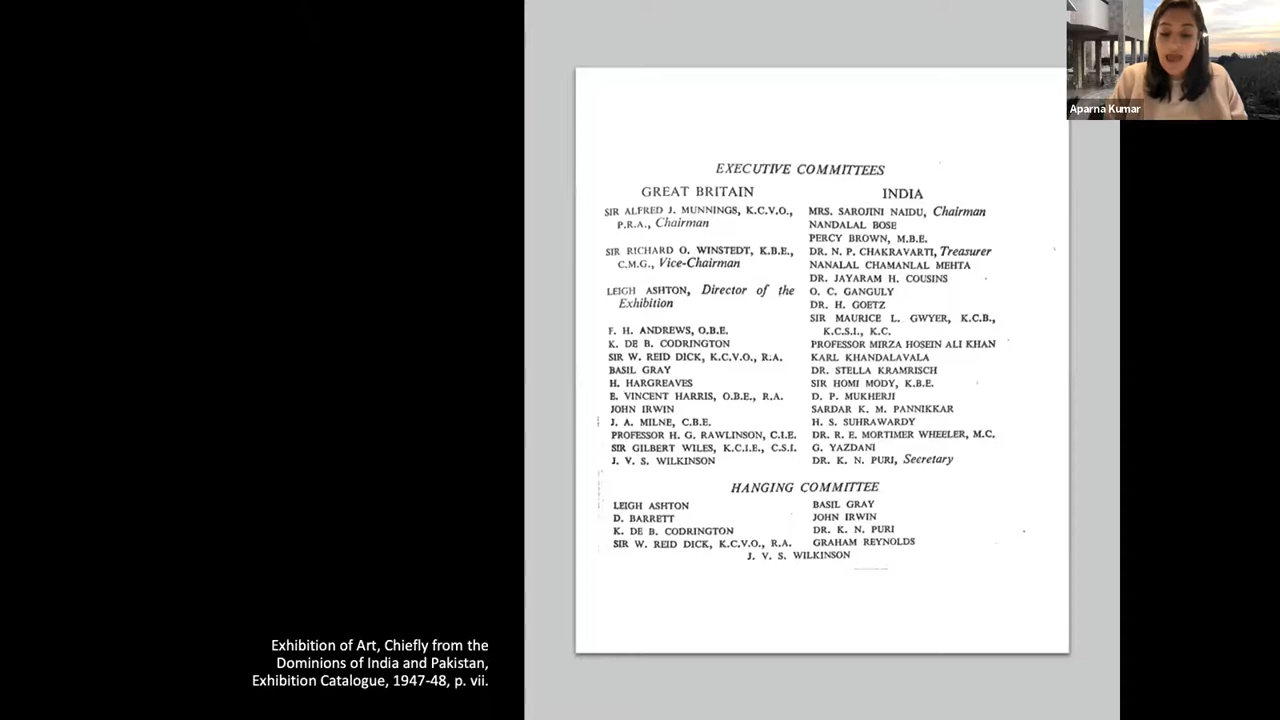 Aparna Kumar
EXECUTIVE COMMITTEES
GREAT BRITAIN
SIR ALFRED J. MUNNINGS, K.C.V.O.,
P.R.A., Chairman
SIR RICHARD O. WINSTEDT, K.B.E.,
C.M.G., Vice-Chairman
LEIGH ASHTON, Director of the
Exhibition
F. H. ANDREWS, O.B.E.
K. DE B. CODRINGTON
SIR W. REID DICK, K.C.V.O., R.A.
BASIL GRAY
H. HARGREAVES
E. VINCENT HARRIS, O.B.E., R.A.
JOHN IRWIN
J. A. MILNE, C.B.E.
PROFESSOR H. G. RAWLINSON, C.I.E.
SIR GILBERT WILES, K.C.I.E., C.S.I.
J. V. S. WILKINSON
INDIA
MRS. SAROJINI NAIDU, Chairman
NANDALAL BOSE
PERCY BROWN, M.B.E.
DR. N. P. CHAKRAVARTI, Treasurer
NANALAL CHAMANLAL MEHTA
DR. JAYARAM H. COUSINS
O. C. GANGULY
DR. H. GOETZ
SIR MAURICE L. GWYER, K.C.B.,
K.C.S.I., K.C.
PROFESSOR MIRZA HOSEIN ALI KHAN
KARL KHANDALAVALA
DR. STELLA KRAMRISCH
SIR HOMI MODY, K.B.E.
D. P. MUKHERJI
SARDAR K. M. PANNIKKAR
H. S. SUHRAWARDY
DR. R. E. MORTIMER WHEELER, M.C.
G. YAZDANI
DR. K. N. PURI, Secretary
HANGING COMMITTEE
LEIGH ASHTON
D. BARRETT
K. DE B. CODRINGTON
SIR W. REID DICK, K.C.V.O., R.A.
BASIL GRAY
JOHN IRWIN
DR. K. N. PURI
GRAHAM REYNOLDS
J. V. S. WILKINSON
Exhibition of Art, Chiefly from the
Dominions of India and Pakistan,
Exhibition Catalogue, 1947-48, p. vii.